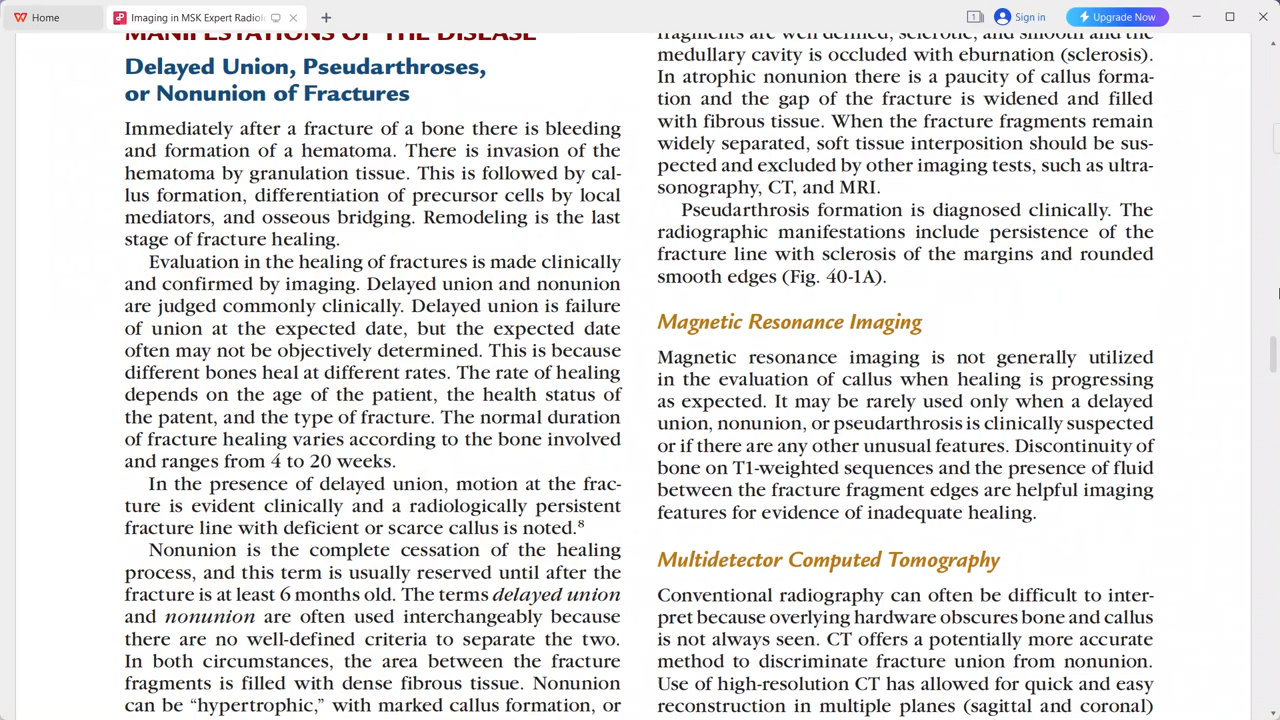 Home
Imaging in MSK Expert Radiol
1
Sign in
Upgrade Now
MANIFESTATIONS OF THE DISEASE
Delayed Union, Pseudarthroses,
or Nonunion of Fractures
Immediately after a fracture of a bone there is bleeding
and formation of a hematoma. There is invasion of the
hematoma by granulation tissue. This is followed by cal-
lus formation, differentiation of precursor cells by local
mediators, and osseous bridging. Remodeling is the last
stage of fracture healing.
Evaluation in the healing of fractures is made clinically
and confirmed by imaging. Delayed union and nonunion
are judged commonly clinically. Delayed union is failure
of union at the expected date, but the expected date
often may not be objectively determined. This is because
different bones heal at different rates. The rate of healing
depends on the age of the patient, the health status of
the patent, and the type of fracture. The normal duration
of fracture healing varies according to the bone involved
and ranges from 4 to 20 weeks.
In the presence of delayed union, motion at the frac-
ture is evident clinically and a radiologically persistent
fracture line with deficient or scarce callus is noted.⁸
Nonunion is the complete cessation of the healing
process, and this term is usually reserved until after the
fracture is at least 6 months old. The terms delayed union
and nonunion are often used interchangeably because
there are no well-defined criteria to separate the two.
In both circumstances, the area between the fracture
fragments is filled with dense fibrous tissue. Nonunion
can be “hypertrophic,” with marked callus formation, or
fragments are well defined, sclerotic, and smooth and the
medullary cavity is occluded with eburnation (sclerosis).
In atrophic nonunion there is a paucity of callus forma-
tion and the gap of the fracture is widened and filled
with fibrous tissue. When the fracture fragments remain
widely separated, soft tissue interposition should be sus-
pected and excluded by other imaging tests, such as ultra-
sonography, CT, and MRI.
Pseudarthrosis formation is diagnosed clinically. The
radiographic manifestations include persistence of the
fracture line with sclerosis of the margins and rounded
smooth edges (Fig. 40-1A).
Magnetic Resonance Imaging
Magnetic resonance imaging is not generally utilized
in the evaluation of callus when healing is progressing
as expected. It may be rarely used only when a delayed
union, nonunion, or pseudarthrosis is clinically suspected
or if there are any other unusual features. Discontinuity of
bone on T1-weighted sequences and the presence of fluid
between the fracture fragment edges are helpful imaging
features for evidence of inadequate healing.
Multidetector Computed Tomography
Conventional radiography can often be difficult to inter-
pret because overlying hardware obscures bone and callus
is not always seen. CT offers a potentially more accurate
method to discriminate fracture union from nonunion.
Use of high-resolution CT has allowed for quick and easy
reconstruction in multiple planes (sagittal and coronal)